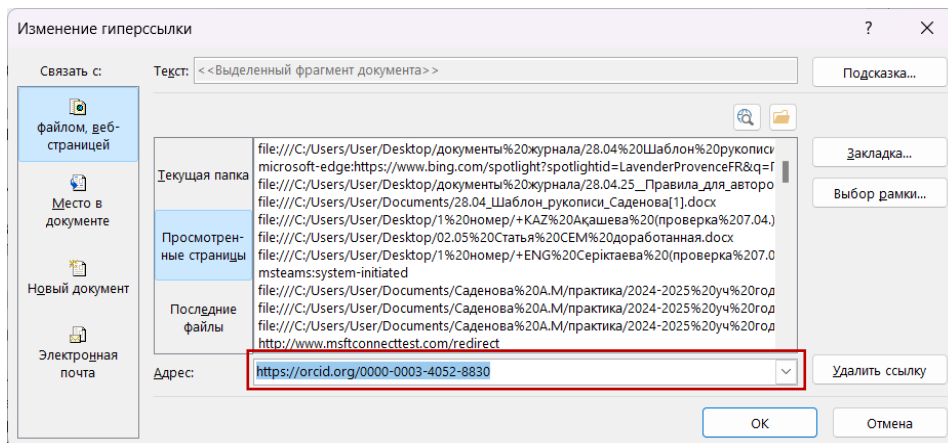 Изменение гиперссылки
Связать с:
Текст: <<Выделенный фрагмент документа>>
Подсказка...
файлом, веб-
страницей
Место в
документе
Новый документ
Электронная
почта
Текущая папка
Просмотрен-
ные страницы
Последние
файлы
file:///C:/Users/User/Desktop/документы%20журнала/28.04%20Шаблон%20рукописи
microsoft-edge:https://www.bing.com/spotlight?spotlightid=LavenderProvenceFR&q=
file:///C:/Users/User/Desktop/документы%20журнала/28.04.25__Правила_для_авторо
file:///C:/Users/User/Documents/28.04_Шаблон_рукописи_Саденова[1].docx
file:///C:/Users/User/Desktop/1%20номер/+KAZ%20Ақашева%20(проверка%207.04.)
file:///C:/Users/User/Desktop/02.05%20Статья%20СЕМ%20доработанная.docx
file:///C:/Users/User/Desktop/1%20номер/+ENG%20Серіктаева%20(проверка%207.0
msteams:system-initiated
file:///C:/Users/User/Documents/Саденова%20А.М/практика/2024-2025%20уч%20год
file:///C:/Users/User/Documents/Саденова%20А.М/практика/2024-2025%20уч%20год
file:///C:/Users/User/Documents/Саденова%20А.М/практика/2024-2025%20уч%20год
http://www.msftconnecttest.com/redirect
Закладка...
Выбор рамки...
Адрес:
https://orcid.org/0000-0003-4052-8830
Удалить ссылку
ОК
Отмена